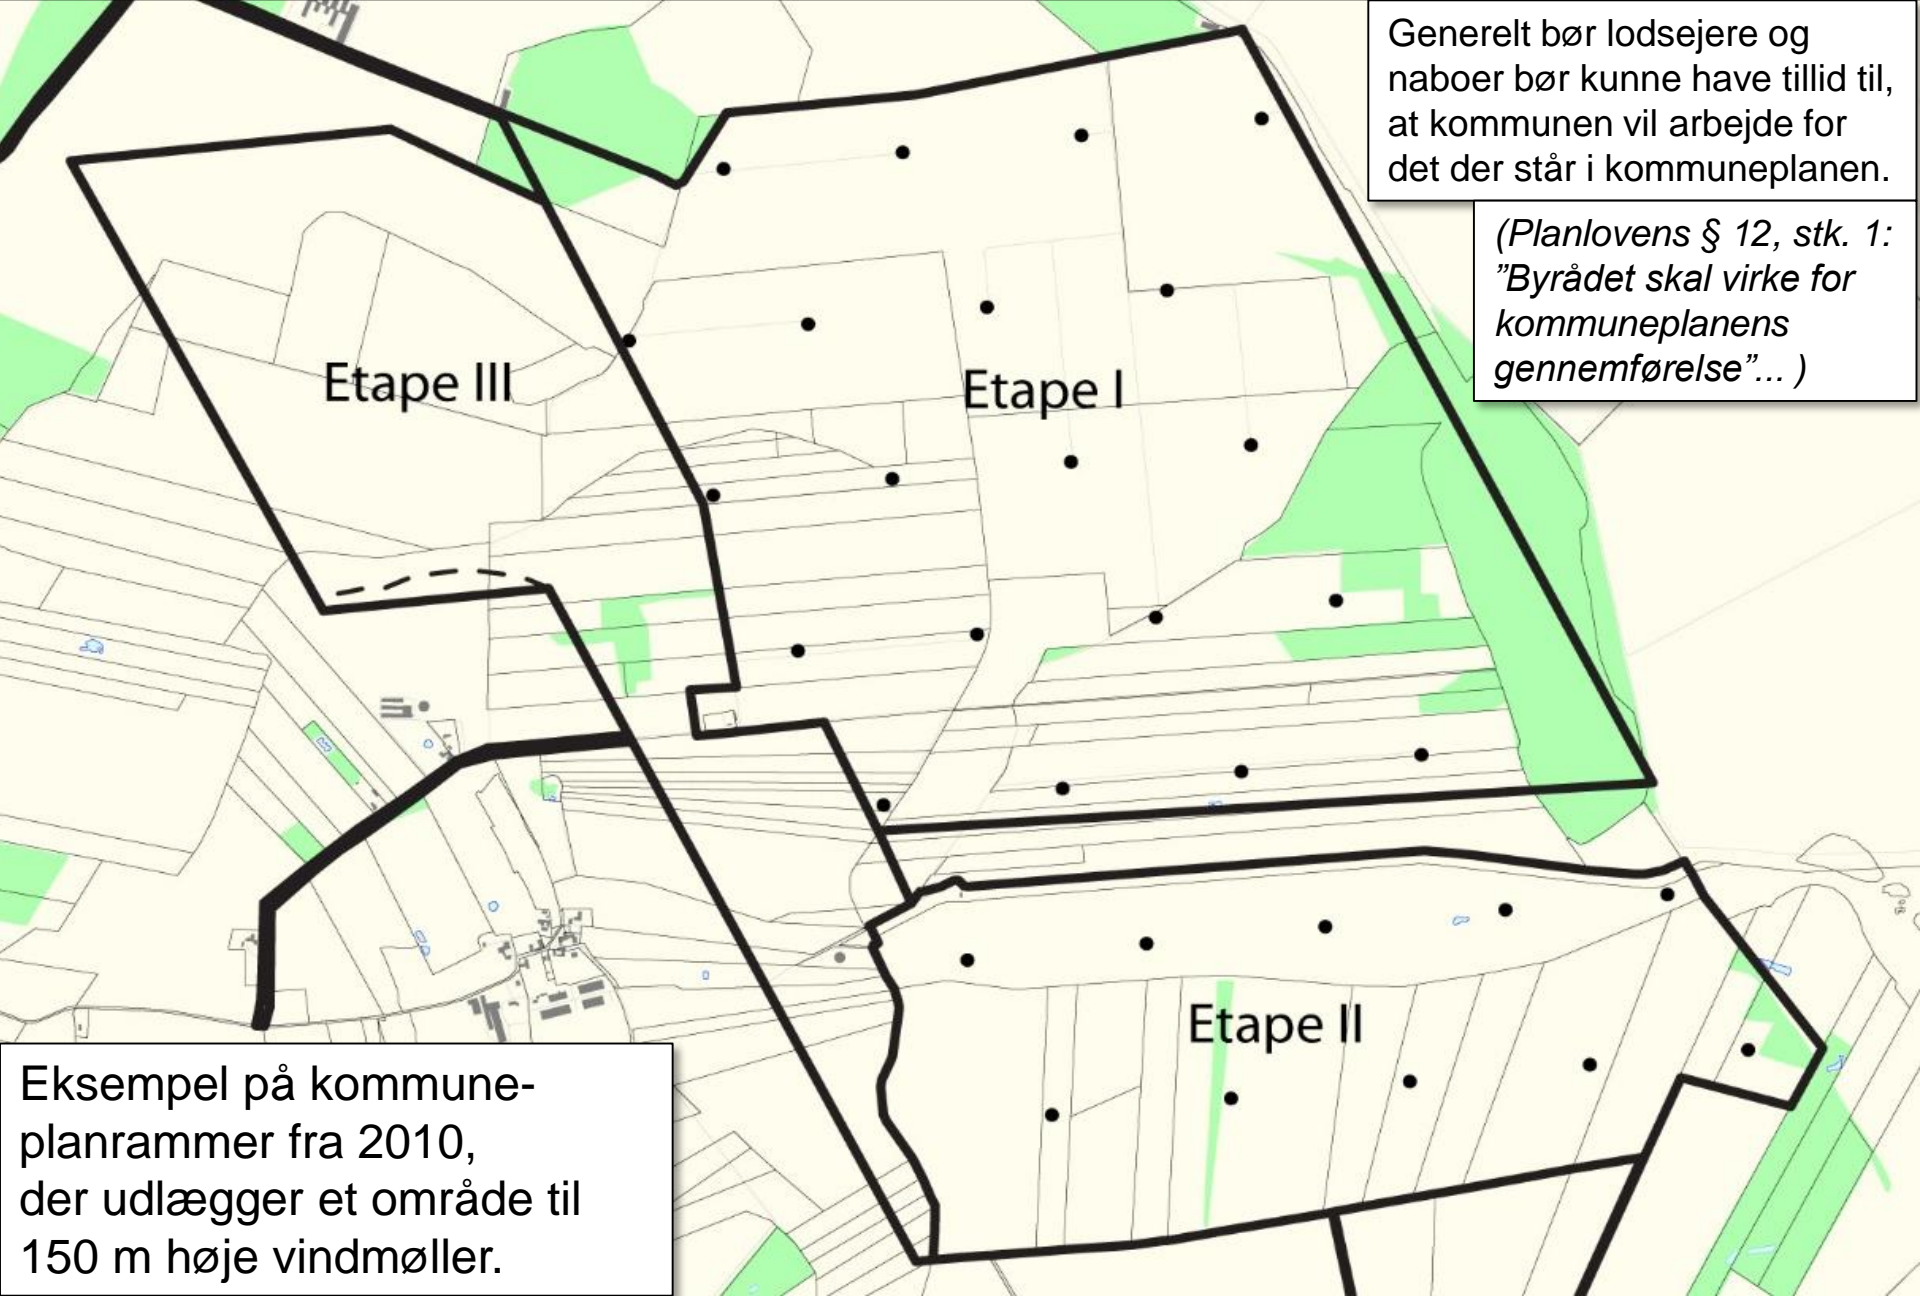 Generelt bør lodsejere og
naboer bør kunne have tillid til,
at kommunen vil arbejde for
det der står i kommuneplanen.
(Planlovens § 12, stk. 1:
”Byrådet skal virke for
kommuneplanens
gennemførelse”... )
Etape III
Etape I
Etape II
Eksempel på kommune-
planrammer fra 2010,
der udlægger et område til
150 m høje vindmøller.